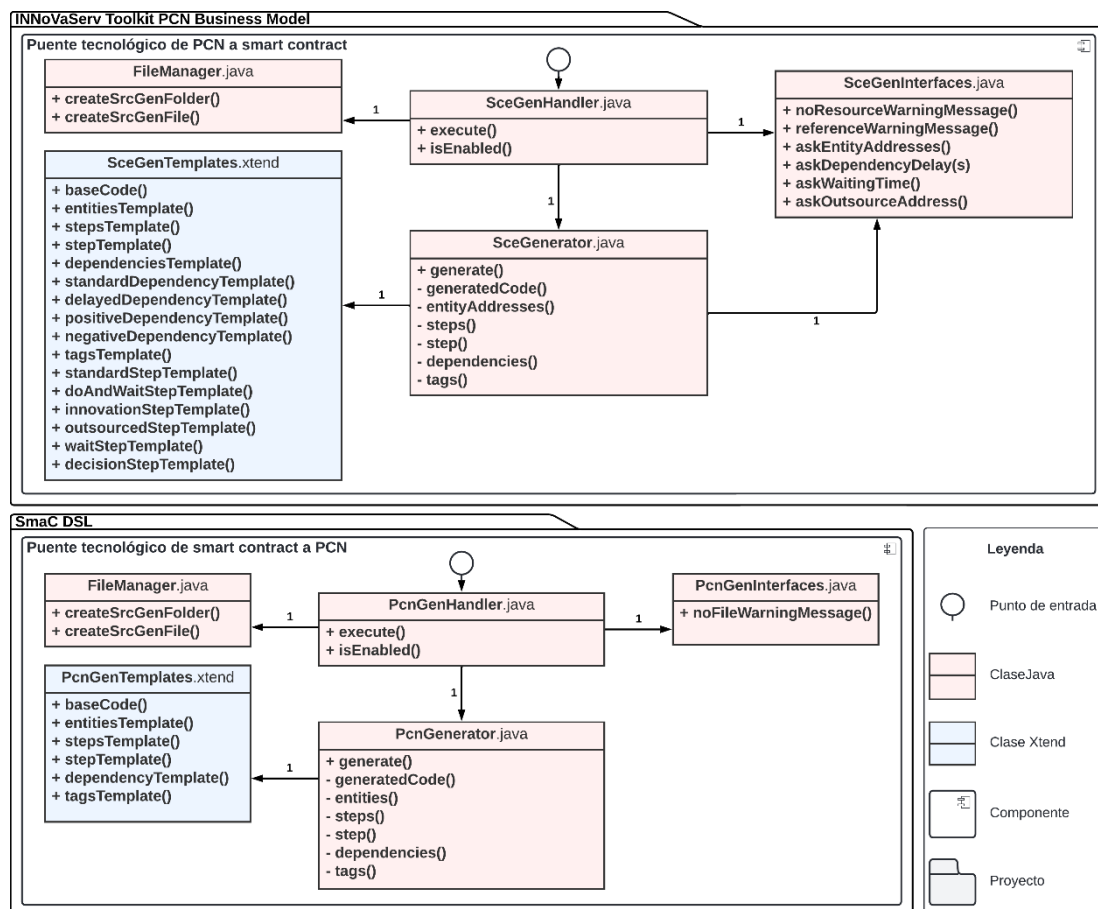 INNoVaServ Toolkit PCN Business Model
Puente tecnológico de PCN a smart contract
FileManager.java
+ createSrcGenFolder()
+ createSrcGenFile()
SceGenHandler.java
+ execute()
+ isEnabled()
SceGenInterfaces.java
+ noResourceWarningMessage()
+ referenceWarningMessage()
+ askEntityAddresses()
+ askDependencyDelay(s)
+ askWaitingTime()
+ askOutsourceAddress()
1
1
1
SceGenTemplates.xtend
+ baseCode()
+ entitiesTemplate()
+ stepsTemplate()
+ stepTemplate()
+ dependenciesTemplate()
+ standardDependencyTemplate()
+ delayedDependencyTemplate()
+ positiveDependencyTemplate()
+ negativeDependencyTemplate()
+ tagsTemplate()
+ standardStepTemplate()
+ doAndWaitStepTemplate()
+ innovationStepTemplate()
+ outsourcedStepTemplate()
+ waitStepTemplate()
+ decisionStepTemplate()
SceGenerator.java
+ generate()
- generatedCode()
- entityAddresses()
- steps()
- step()
- dependencies()
- tags()
1
1
SmaC DSL
Puente tecnológico de smart contract a PCN
FileManager.java
+ createSrcGenFolder()
+ createSrcGenFile()
PcnGenHandler.java
+ execute()
+ isEnabled()
PcnGenInterfaces.java
+ noFileWarningMessage()
1
1
1
PcnGenTemplates.xtend
+ baseCode()
+ entitiesTemplate()
+ stepsTemplate()
+ stepTemplate()
+ dependencyTemplate()
+ tagsTemplate()
PcnGenerator.java
+ generate()
- generatedCode()
- entities()
- steps()
- step()
- dependencies()
- tags()
1
Leyenda
Punto de entrada
ClaseJava
Clase Xtend
Componente
Proyecto